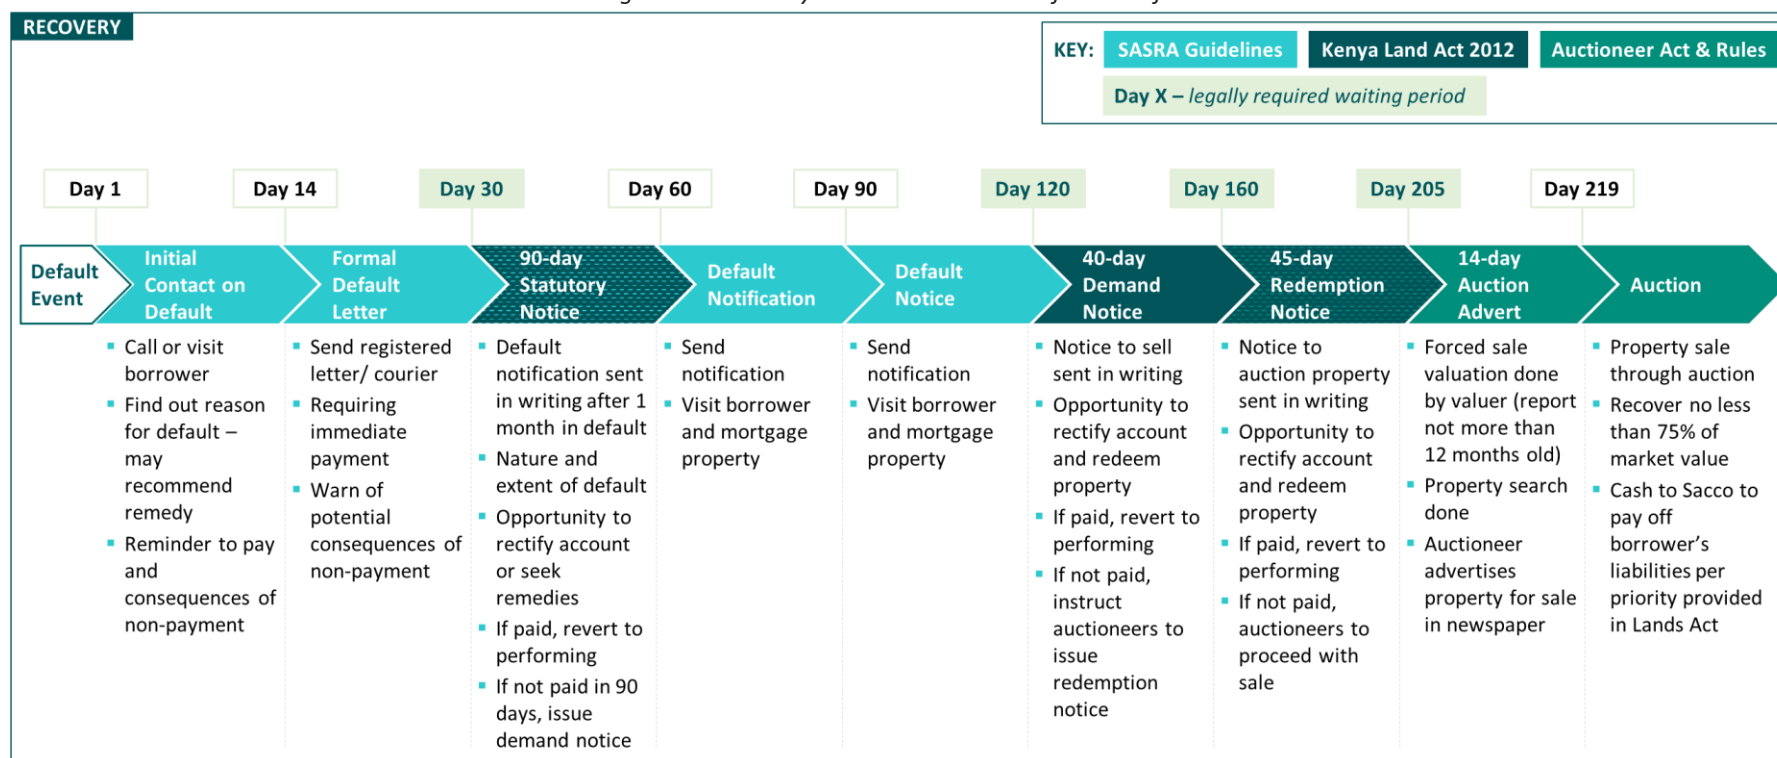 RECOVERY
KEY:
SASRA Guidelines
Kenya Land Act 2012
Auctioneer Act & Rules
Day X – legally required waiting period
Day 1
Day 14
Day 30
Day 60
Day 90
Day 120
Day 160
Day 205
Day 219
Default
Event
Initial
Contact on
Default
Formal
Default
Letter
90-day
Statutory
Notice
Default
Notification
Default
Notice
40-day
Demand
Notice
45-day
Redemption
Notice
14-day
Auction
Advert
Auction
Call or visit
borrower
Find out reason
for default –
may
recommend
remedy
Reminder to pay
and
consequences of
non-payment
Send registered
letter/ courier
Requiring
immediate
payment
Warn of
potential
consequences of
non-payment
Default
notification sent
in writing after 1
month in default
Nature and
extent of default
Opportunity to
rectify account
or seek
remedies
If paid, revert to
performing
If not paid in 90
days, issue
demand notice
Send
notification
Visit borrower
and mortgage
property
Send
notification
Visit borrower
and mortgage
property
Notice to sell
sent in writing
Opportunity to
rectify account
and redeem
property
If paid, revert to
performing
If not paid,
instruct
auctioneers to
issue
redemption
notice
Notice to
auction property
sent in writing
Opportunity to
rectify account
and redeem
property
If paid, revert to
performing
If not paid,
auctioneers to
proceed with
sale
Forced sale
valuation done
by valuer (report
not more than
12 months old)
Property search
done
Auctioneer
advertises
property for sale
in newspaper
Property sale
through auction
Recover no less
than 75% of
market value
Cash to Sacco to
pay off
borrower's
liabilities per
priority provided
in Lands Act